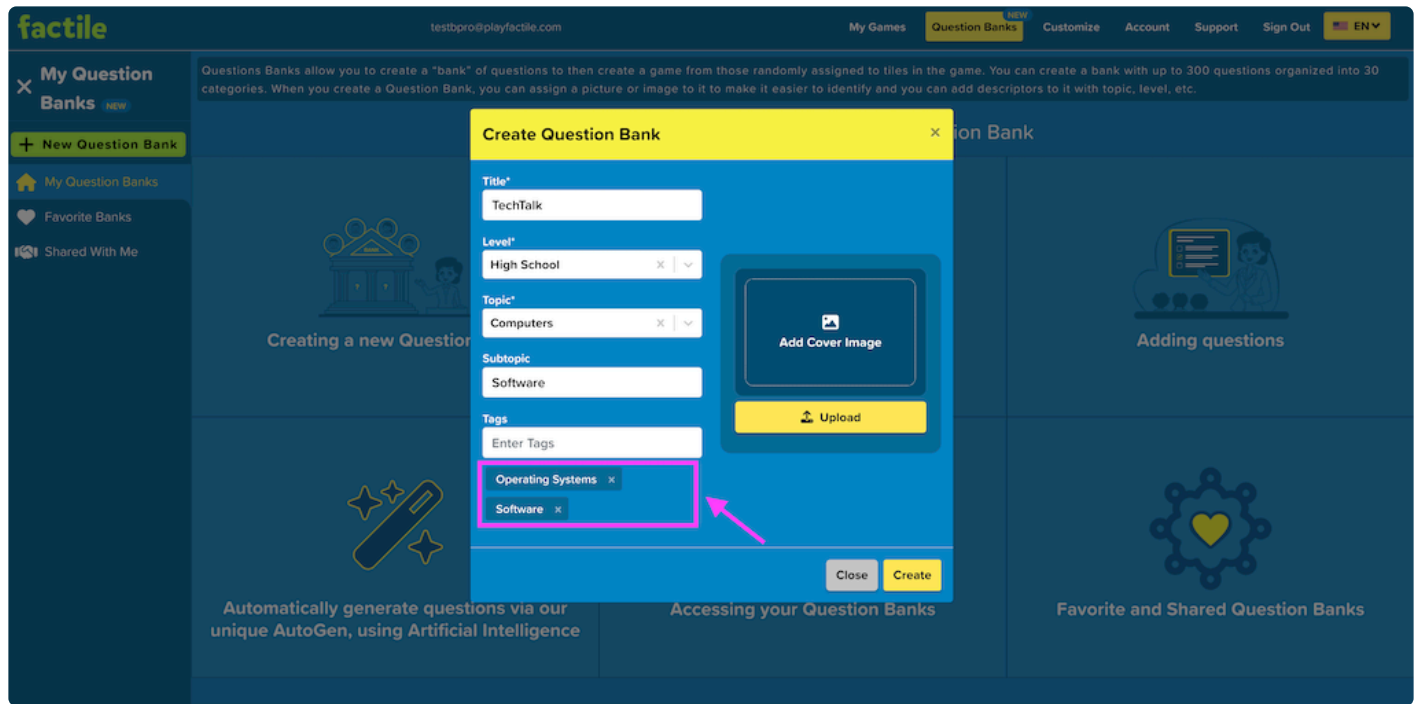 factile
testbpro@playfactile.com
My Games
NEW
Question Banks
Customize
Account
Support
Sign Out
EN
My Question
Banks NEW
+ New Question Bank
My Question Banks
Favorite Banks
Shared With Me
Questions Banks allow you to create a "bank" of questions to then create a game from those randomly assigned to tiles in the game. You can create a bank with up to 300 questions organized into 30
categories. When you create a Question Bank, you can assign a picture or image to it to make it easier to identify and you can add descriptors to it with topic, level, etc.
ion Bank
Create Question Bank ×
Title*
TechTalk
Level*
High School
Topic*
Computers
Subtopic
Software
Tags
Enter Tags
Operating Systems ×
Software ×
Add Cover Image
Upload
Close
Create
BANK
? ?
Creating a new Question
Adding questions
Automatically generate questions via our
unique AutoGen, using Artificial Intelligence
Accessing your Question Banks
Favorite and Shared Question Banks